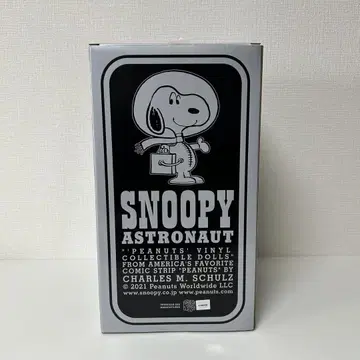 SNOOPY
ASTRONAUT
"'PEANUTS' VINYL
COLLECTIBLE DOLLS"
FROM AMERICA'S FAVORITE
COMIC STRIP "PEANUTS" BY
CHARLES M. SCHULZ
© 2021 Peanuts Worldwide LLC
www.snoopy.co.jp www.peanuts.com